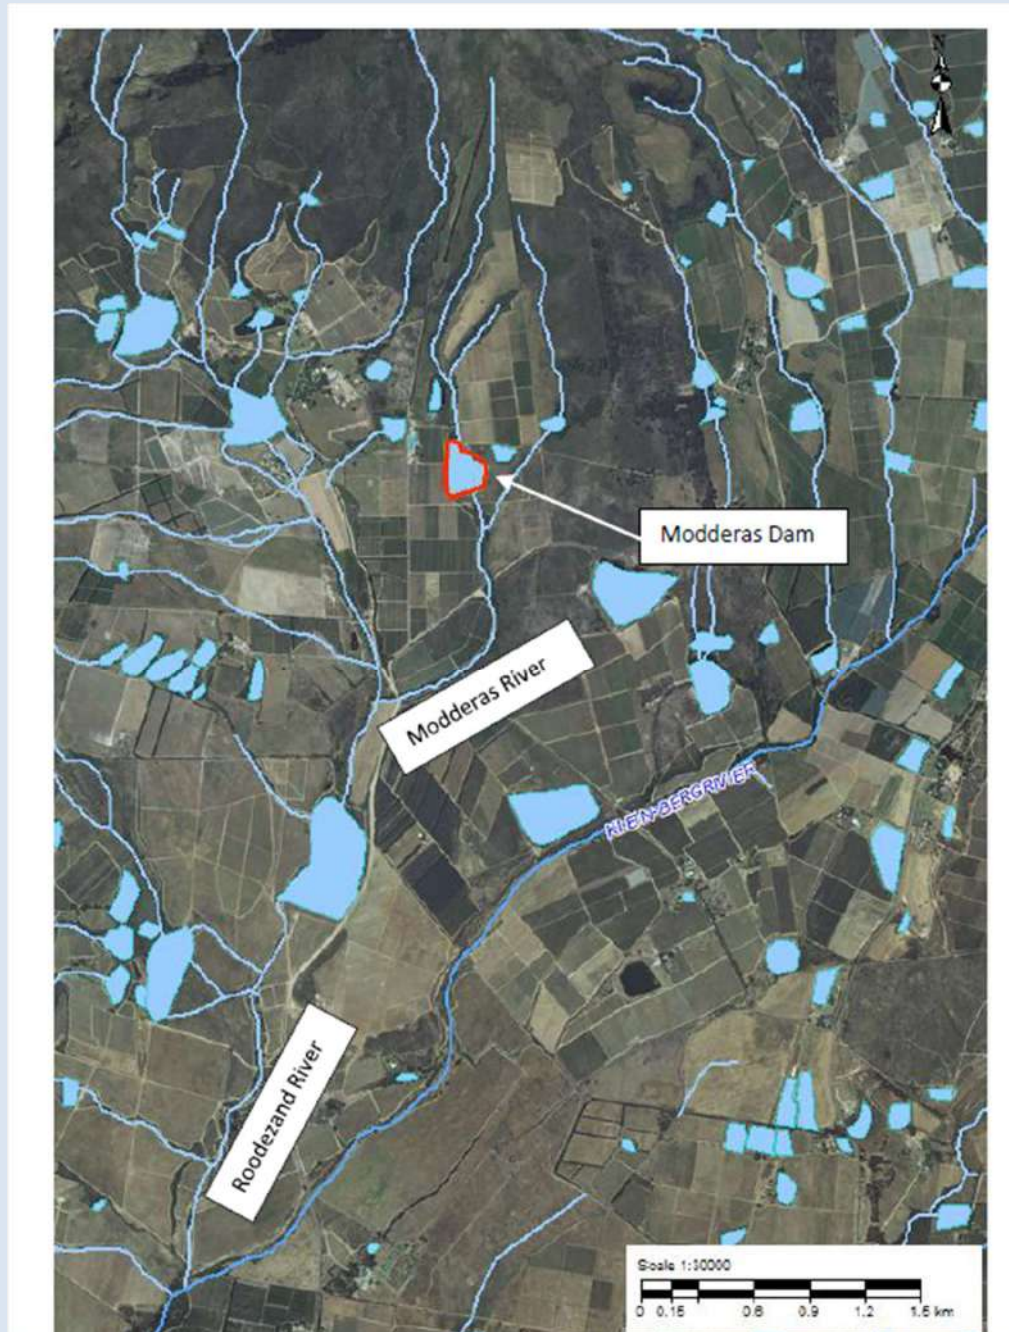 N
Modderas Dam
Modderas River
KLEIN BERGRIVIER
Roodezand River
Scale 1:30000
0 0.15 0.6 0.9 1.2 1.5 km